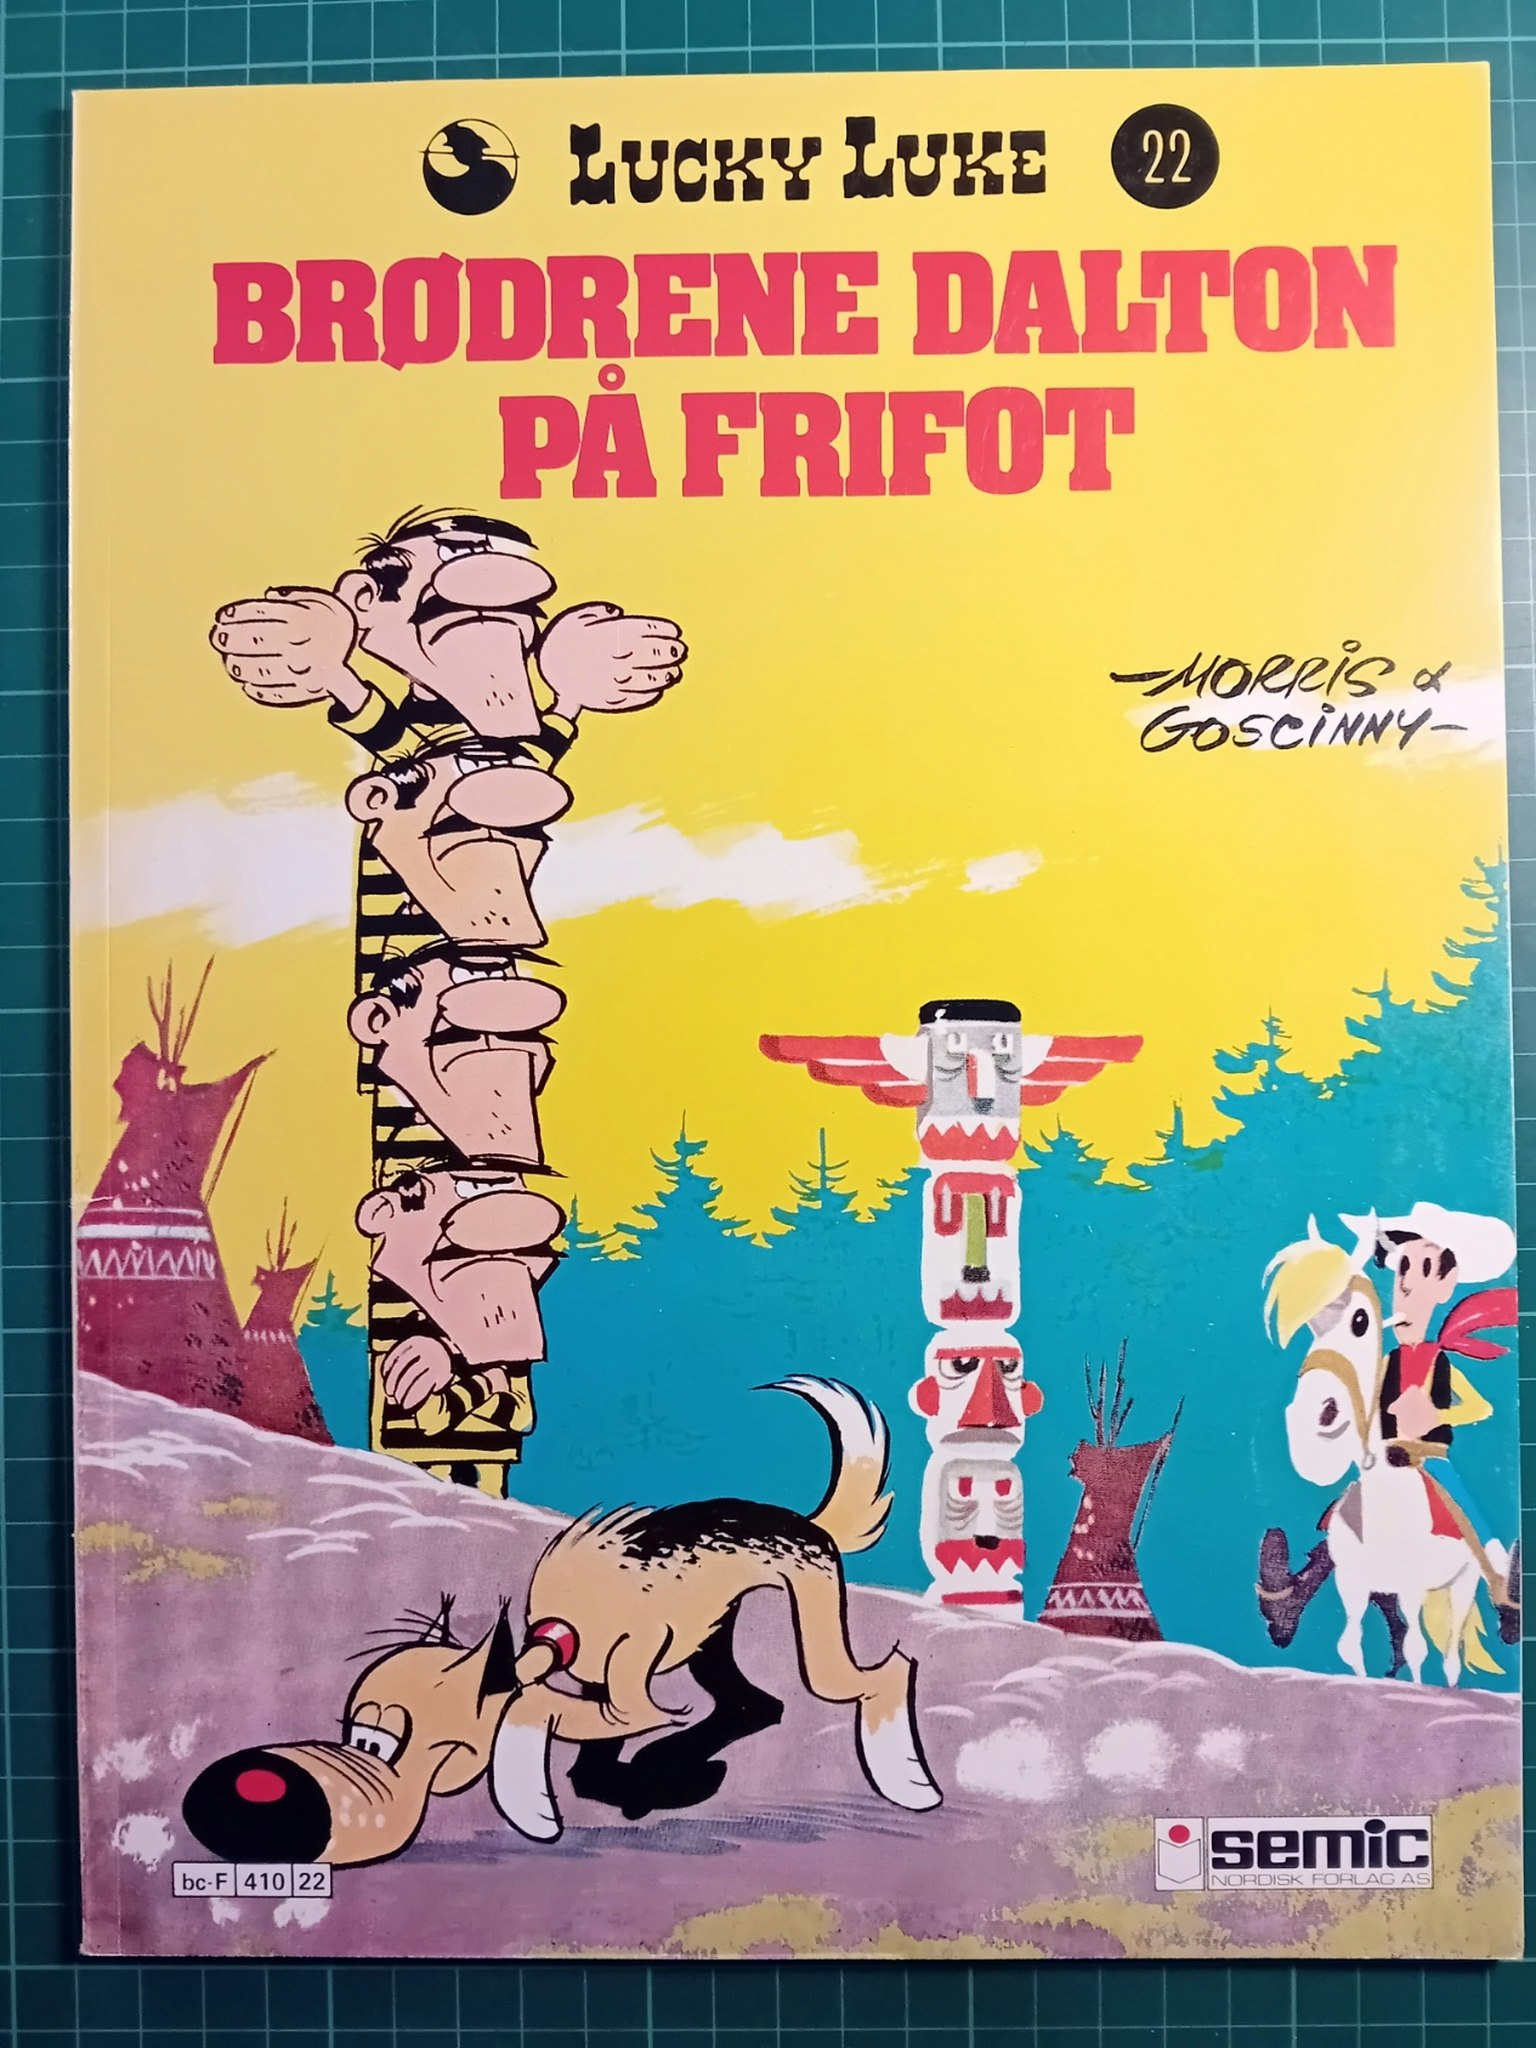 LUCKY LUKE 22
BRØDRENE DALTON
PÅ FRIFOT
-MORRIS &
GOSCINNY-
semic
NORDISK FORLAG AS
bc-F 410 22